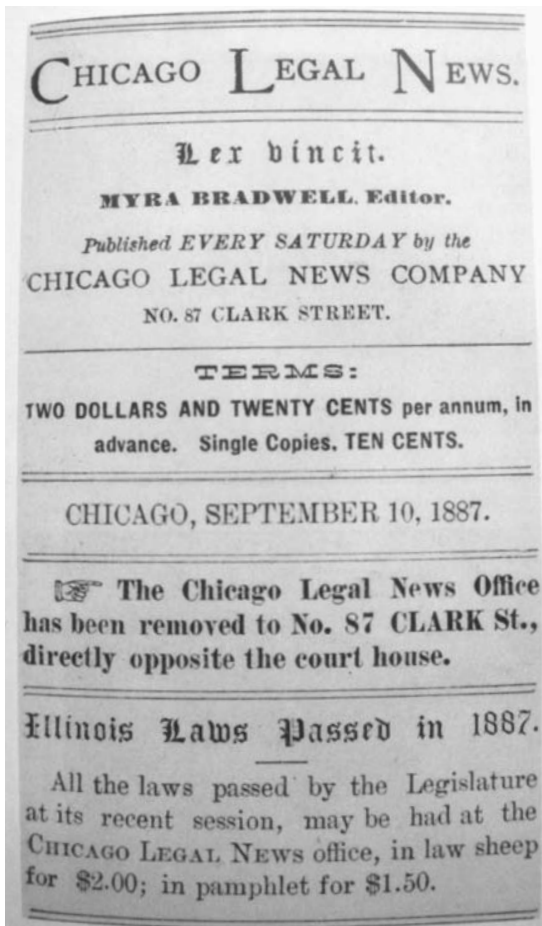 CHICAGO LEGAL NEWS.
Lex vincit.
MYRA BRADWELL, Editor.
Published EVERY SATURDAY by the
CHICAGO LEGAL NEWS COMPANY
NO. 87 CLARK STREET.
TERMS:
TWO DOLLARS AND TWENTY CENTS per annum, in
advance. Single Copies, TEN CENTS.
CHICAGO, SEPTEMBER 10, 1887.
☞ The Chicago Legal News Office
has been removed to No. 87 CLARK St.,
directly opposite the court house.
Illinois Laws Passed in 1887.
All the laws passed by the Legislature
at its recent session, may be had at the
CHICAGO LEGAL NEWS office, in law sheep
for $2.00; in pamphlet for $1.50.